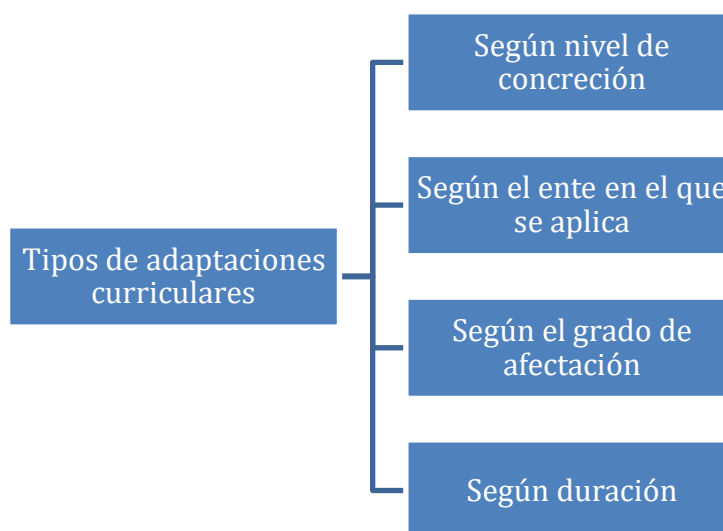 Según nivel de
concreción
Según el ente en el que
se aplica
Tipos de adaptaciones
curriculares
Según el grado de
afectación
Según duración